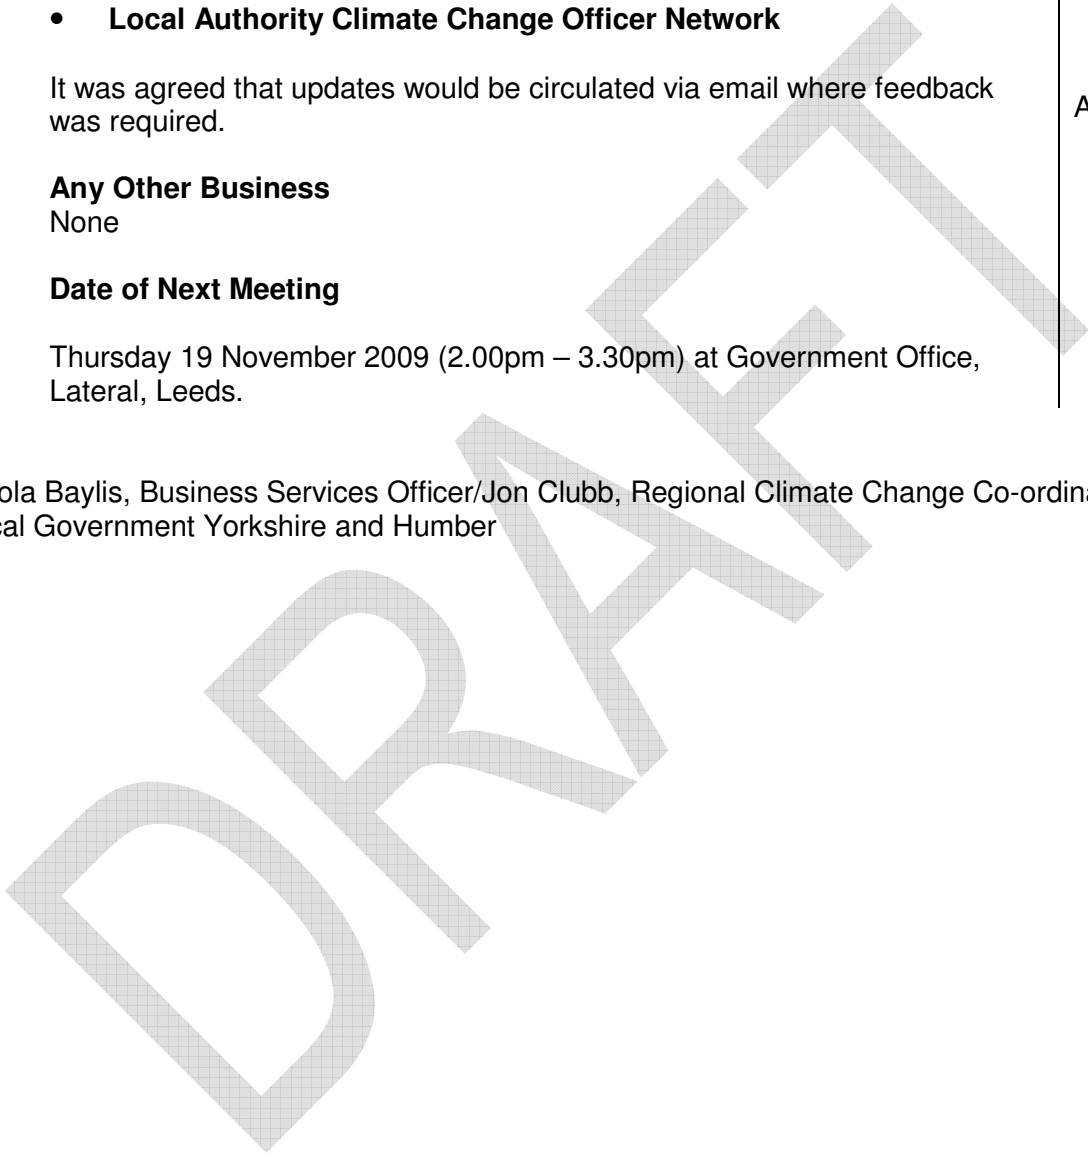 • Local Authority Climate Change Officer Network
It was agreed that updates would be circulated via email where feedback
was required.
A
Any Other Business
None
Date of Next Meeting
Thursday 19 November 2009 (2.00pm – 3.30pm) at Government Office,
Lateral, Leeds.
ola Baylis, Business Services Officer/Jon Clubb, Regional Climate Change Co-ordina
cal Government Yorkshire and Humber
DRAFT